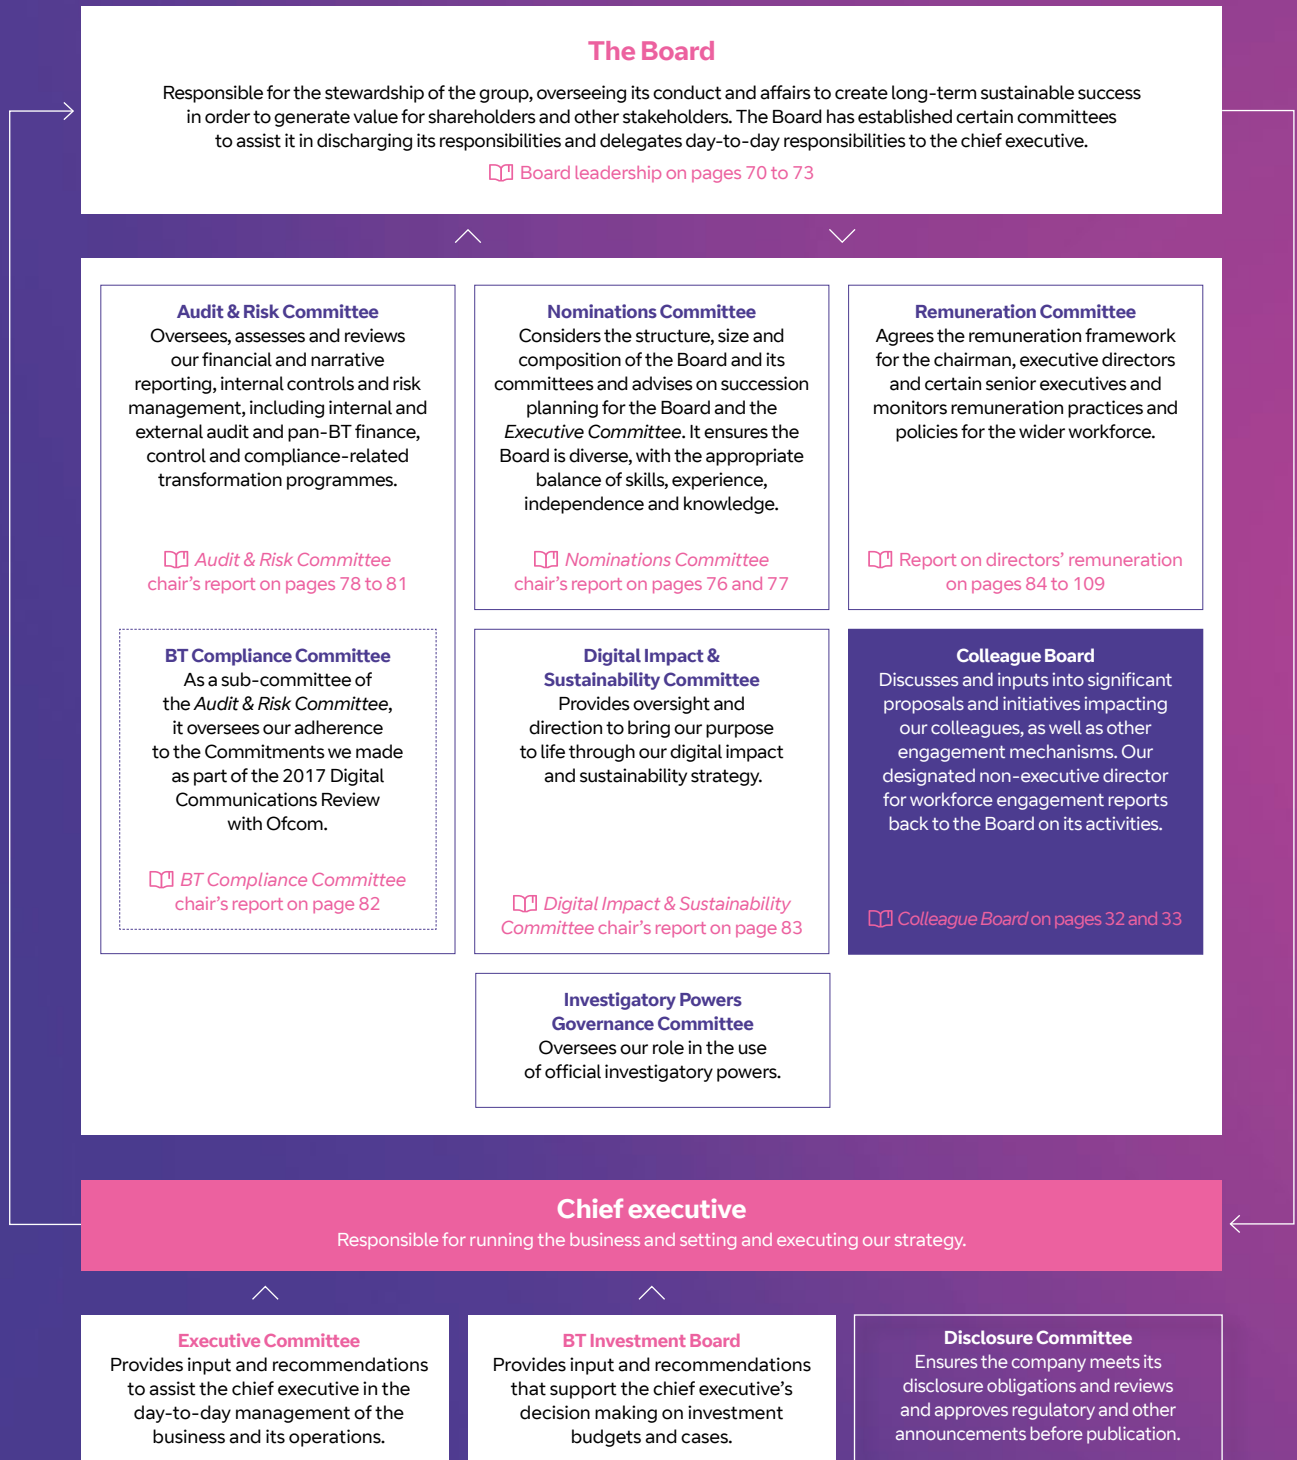 The Board
Responsible for the stewardship of the group, overseeing its conduct and affairs to create long-term sustainable success
in order to generate value for shareholders and other stakeholders. The Board has established certain committees
to assist it in discharging its responsibilities and delegates day-to-day responsibilities to the chief executive.
Board leadership on pages 70 to 73
Audit & Risk Committee
Oversees, assesses and reviews
our financial and narrative
reporting, internal controls and risk
management, including internal and
external audit and pan-BT finance,
control and compliance-related
transformation programmes.
Audit & Risk Committee
chair's report on pages 78 to 81
Nominations Committee
Considers the structure, size and
composition of the Board and its
committees and advises on succession
planning for the Board and the
Executive Committee. It ensures the
Board is diverse, with the appropriate
balance of skills, experience,
independence and knowledge.
Nominations Committee
chair's report on pages 76 and 77
Remuneration Committee
Agrees the remuneration framework
for the chairman, executive directors
and certain senior executives and
monitors remuneration practices and
policies for the wider workforce.
Report on directors' remuneration
on pages 84 to 109
BT Compliance Committee
As a sub-committee of
the Audit & Risk Committee,
it oversees our adherence
to the Commitments we made
as part of the 2017 Digital
Communications Review
with Ofcom.
BT Compliance Committee
chair's report on page 82
Digital Impact &
Sustainability Committee
Provides oversight and
direction to bring our purpose
to life through our digital impact
and sustainability strategy.
Digital Impact & Sustainability
Committee chair's report on page 83
Colleague Board
Discusses and inputs into significant
proposals and initiatives impacting
our colleagues, as well as other
engagement mechanisms. Our
designated non-executive director
for workforce engagement reports
back to the Board on its activities.
Colleague Board on pages 32 and 33
Investigatory Powers
Governance Committee
Oversees our role in the use
of official investigatory powers.
Chief executive
Responsible for running the business and setting and executing our strategy.
Executive Committee
Provides input and recommendations
to assist the chief executive in the
day-to-day management of the
business and its operations.
BT Investment Board
Provides input and recommendations
that support the chief executive's
decision making on investment
budgets and cases.
Disclosure Committee
Ensures the company meets its
disclosure obligations and reviews
and approves regulatory and other
announcements before publication.